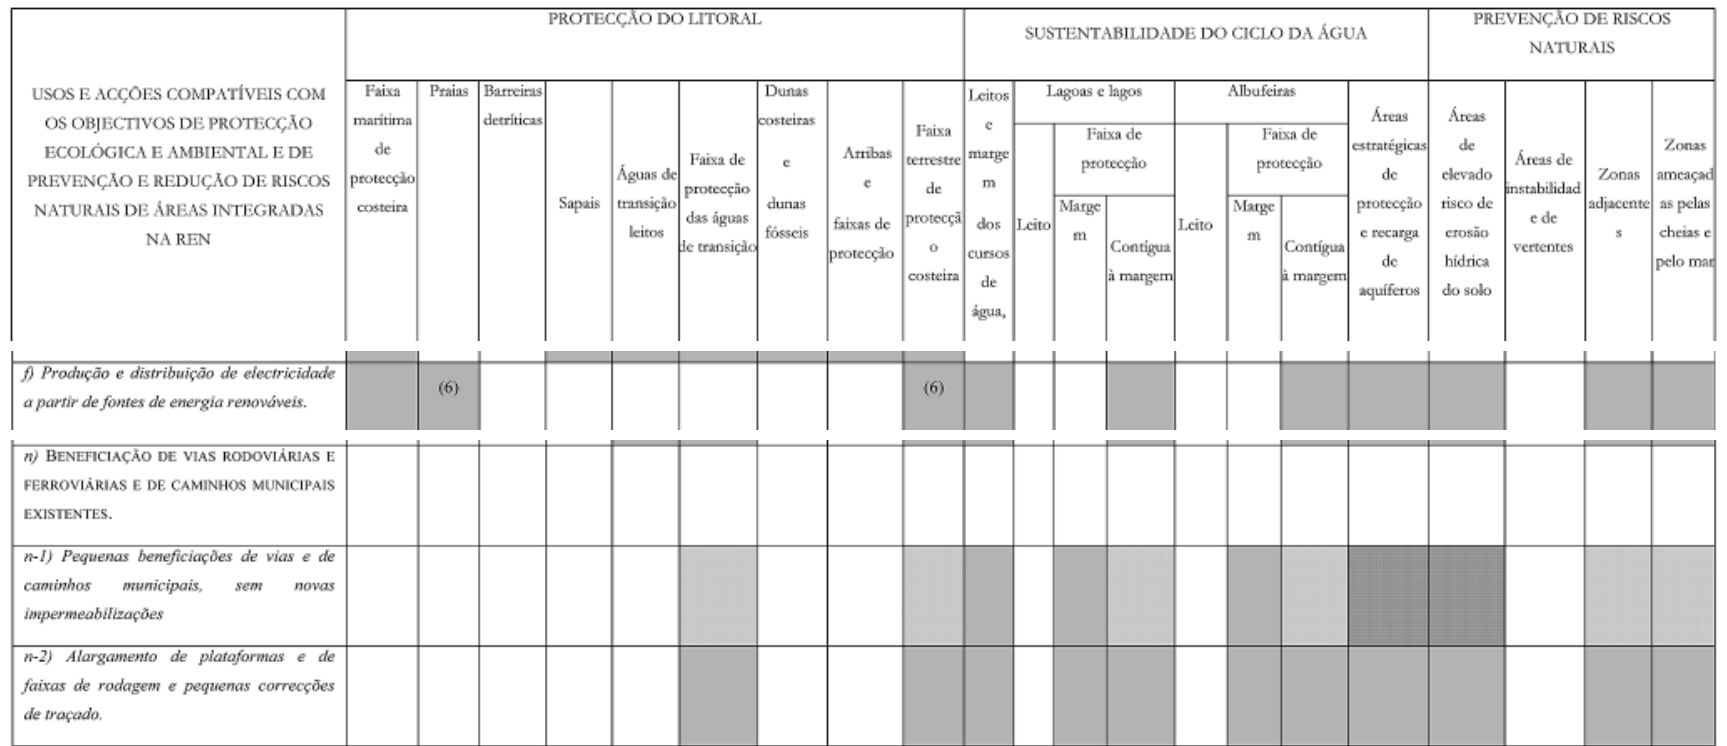 PROTECÇÃO DO LITORAL
SUSTENTABILIDADE DO CICLO DA ÁGUA
PREVENÇÃO DE RISCOS
NATURAIS
USOS E ACÇÕES COMPATÍVEIS COM
OS OBJECTIVOS DE PROTECÇÃO
ECOLÓGICA E AMBIENTAL E DE
PREVENÇÃO E REDUÇÃO DE RISCOS
NATURAIS DE ÁREAS INTEGRADAS
NA REN
Faixa
marítima
de
protecção
costeira
Praias
Barreiras
detríticas
Sapais
Águas de
transição
leitos
Faixa de
protecção
das águas
de transição
Dunas
costeiras
e
dunas
fósseis
Arribas
e
faixas de
protecção
Faixa
terrestre
de
protecçã
o
costeira
Leitos
e
marge
m
dos
cursos
de
água,
Lagoas e lagos
Leito
Faixa de
protecção
Marge
m
Contígua
à margem
Albufeiras
Leito
Faixa de
protecção
Marge
m
Contígua
à margem
Áreas
estratégicas
de
protecção
e recarga
de
aquíferos
Áreas
de
elevado
risco de
erosão
hídrica
do solo
Áreas de
instabilidad
e de
vertentes
Zonas
adjacente
s
Zonas
ameaçad
as pelas
cheias e
pelo mar
f) Produção e distribuição de electricidade
a partir de fontes de energia renováveis.
(6)
(6)
n) BENEFICIAÇÃO DE VIAS RODOVIÁRIAS E
FERROVIÁRIAS E DE CAMINHOS MUNICIPAIS
EXISTENTES.
n-1) Pequenas beneficiações de vias e de
caminhos municipais, sem novas
impermeabilizações
n-2) Alargamento de plataformas e de
faixas de rodagem e pequenas correcções
de traçado.